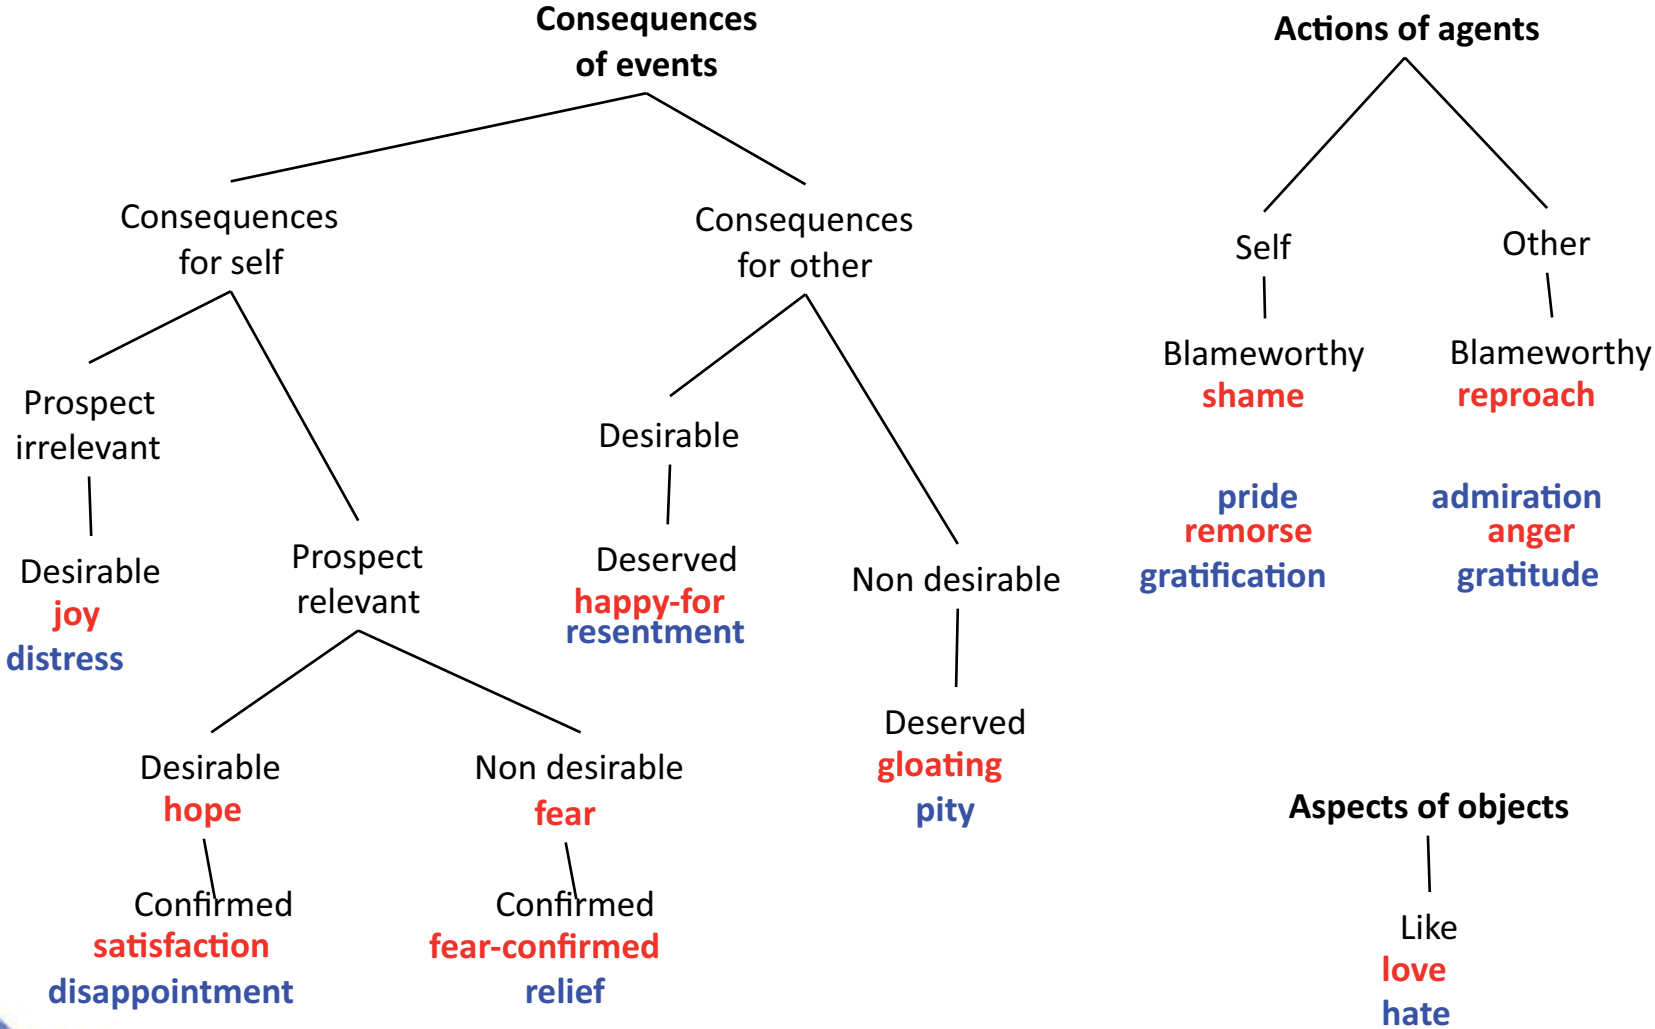 Consequences
of events
Consequences
for self
Consequences
for other
Prospect
irrelevant
Desirable
joy
distress
Prospect
relevant
Desirable
hope
Confirmed
satisfaction
disappointment
Non desirable
fear
Confirmed
fear-confirmed
relief
Desirable
Deserved
happy-for
resentment
Non desirable
Deserved
gloating
pity
Actions of agents
Self
Blameworthy
shame
pride
remorse
gratification
Other
Blameworthy
reproach
admiration
anger
gratitude
Aspects of objects
Like
love
hate